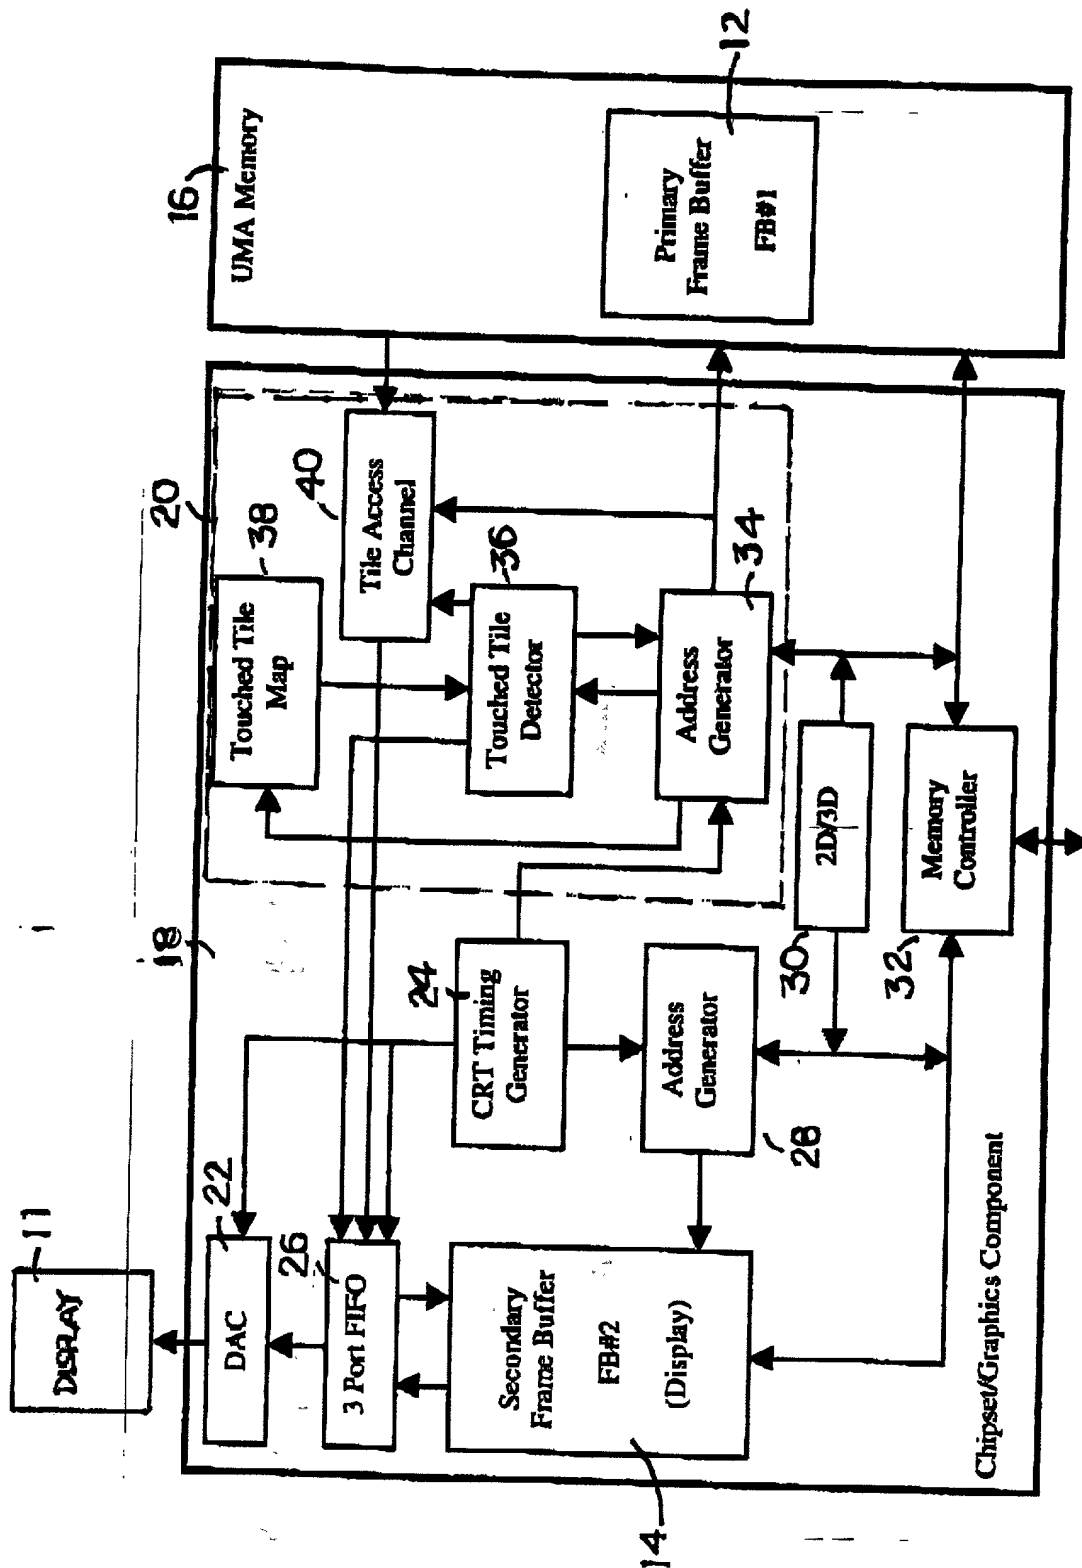 DISPLAY
11
18
DAC
22
3 Port FIFO
26
Secondary
Frame Buffer
FB#2
(Display)
14
CRT Timing
Generator
24
Address
Generator
28
2D/3D
30
Memory
Controller
32
Chipset/Graphics Component
20
Touched Tile
Map
38
Tile Access
Channel
40
Touched Tile
Detector
36
Address
Generator
34
UMA Memory
16
Primary
Frame Buffer
FB#1
12